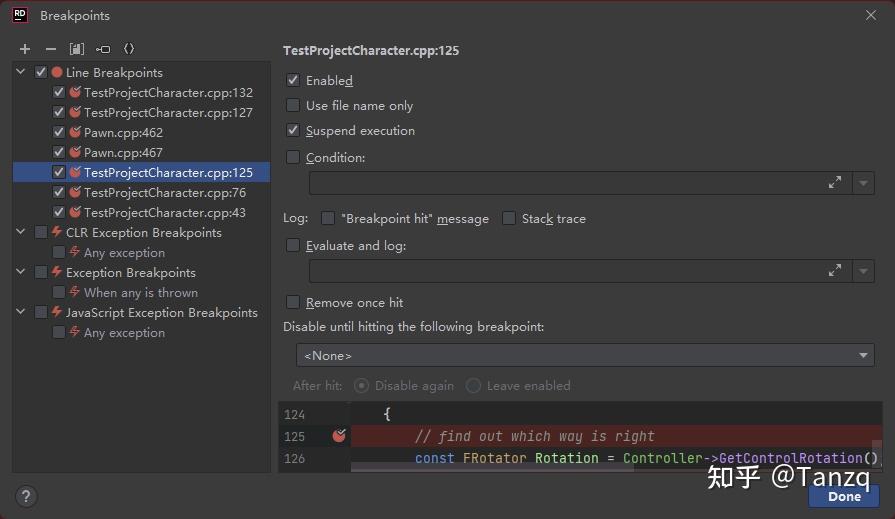 RD Breakpoints
TestProjectCharacter.cpp:125
Line Breakpoints
TestProjectCharacter.cpp:132
TestProjectCharacter.cpp:127
Pawn.cpp:462
Pawn.cpp:467
TestProjectCharacter.cpp:125
TestProjectCharacter.cpp:76
TestProjectCharacter.cpp:43
CLR Exception Breakpoints
Any exception
Exception Breakpoints
When any is thrown
JavaScript Exception Breakpoints
Any exception
Enabled
Use file name only
Suspend execution
Condition:
Log: "Breakpoint hit" message Stack trace
Evaluate and log:
Remove once hit
Disable until hitting the following breakpoint:
<None>
After hit: Disable again Leave enabled
124 {
125 // find out which way is right
126 const FRotator Rotation = Controller->GetControlRotation()
知乎 @Tanzq
? Done